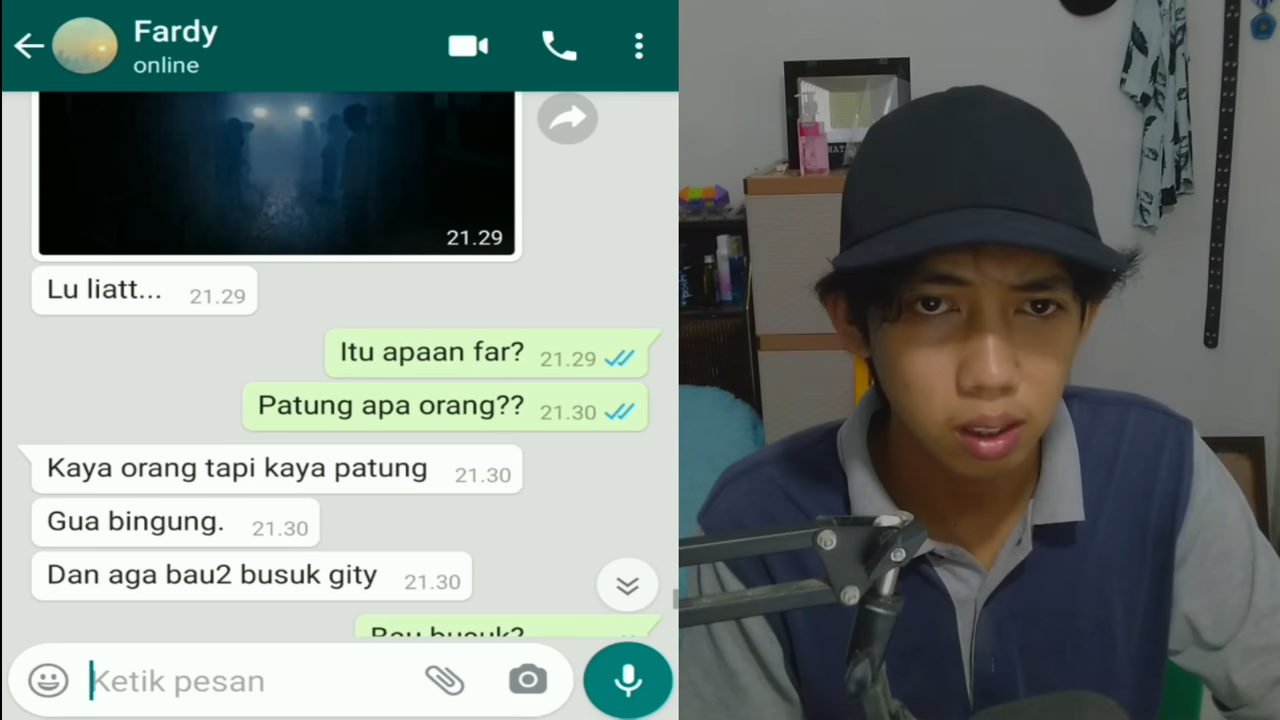 Fardy
online
21.29
Lu liatt... 21.29
Itu apaan far? 21.29
Patung apa orang?? 21.30
Kaya orang tapi kaya patung 21.30
Gua bingung. 21.30
Dan aga bau2 busuk gity 21.30
Bau busuk?
Ketik pesan